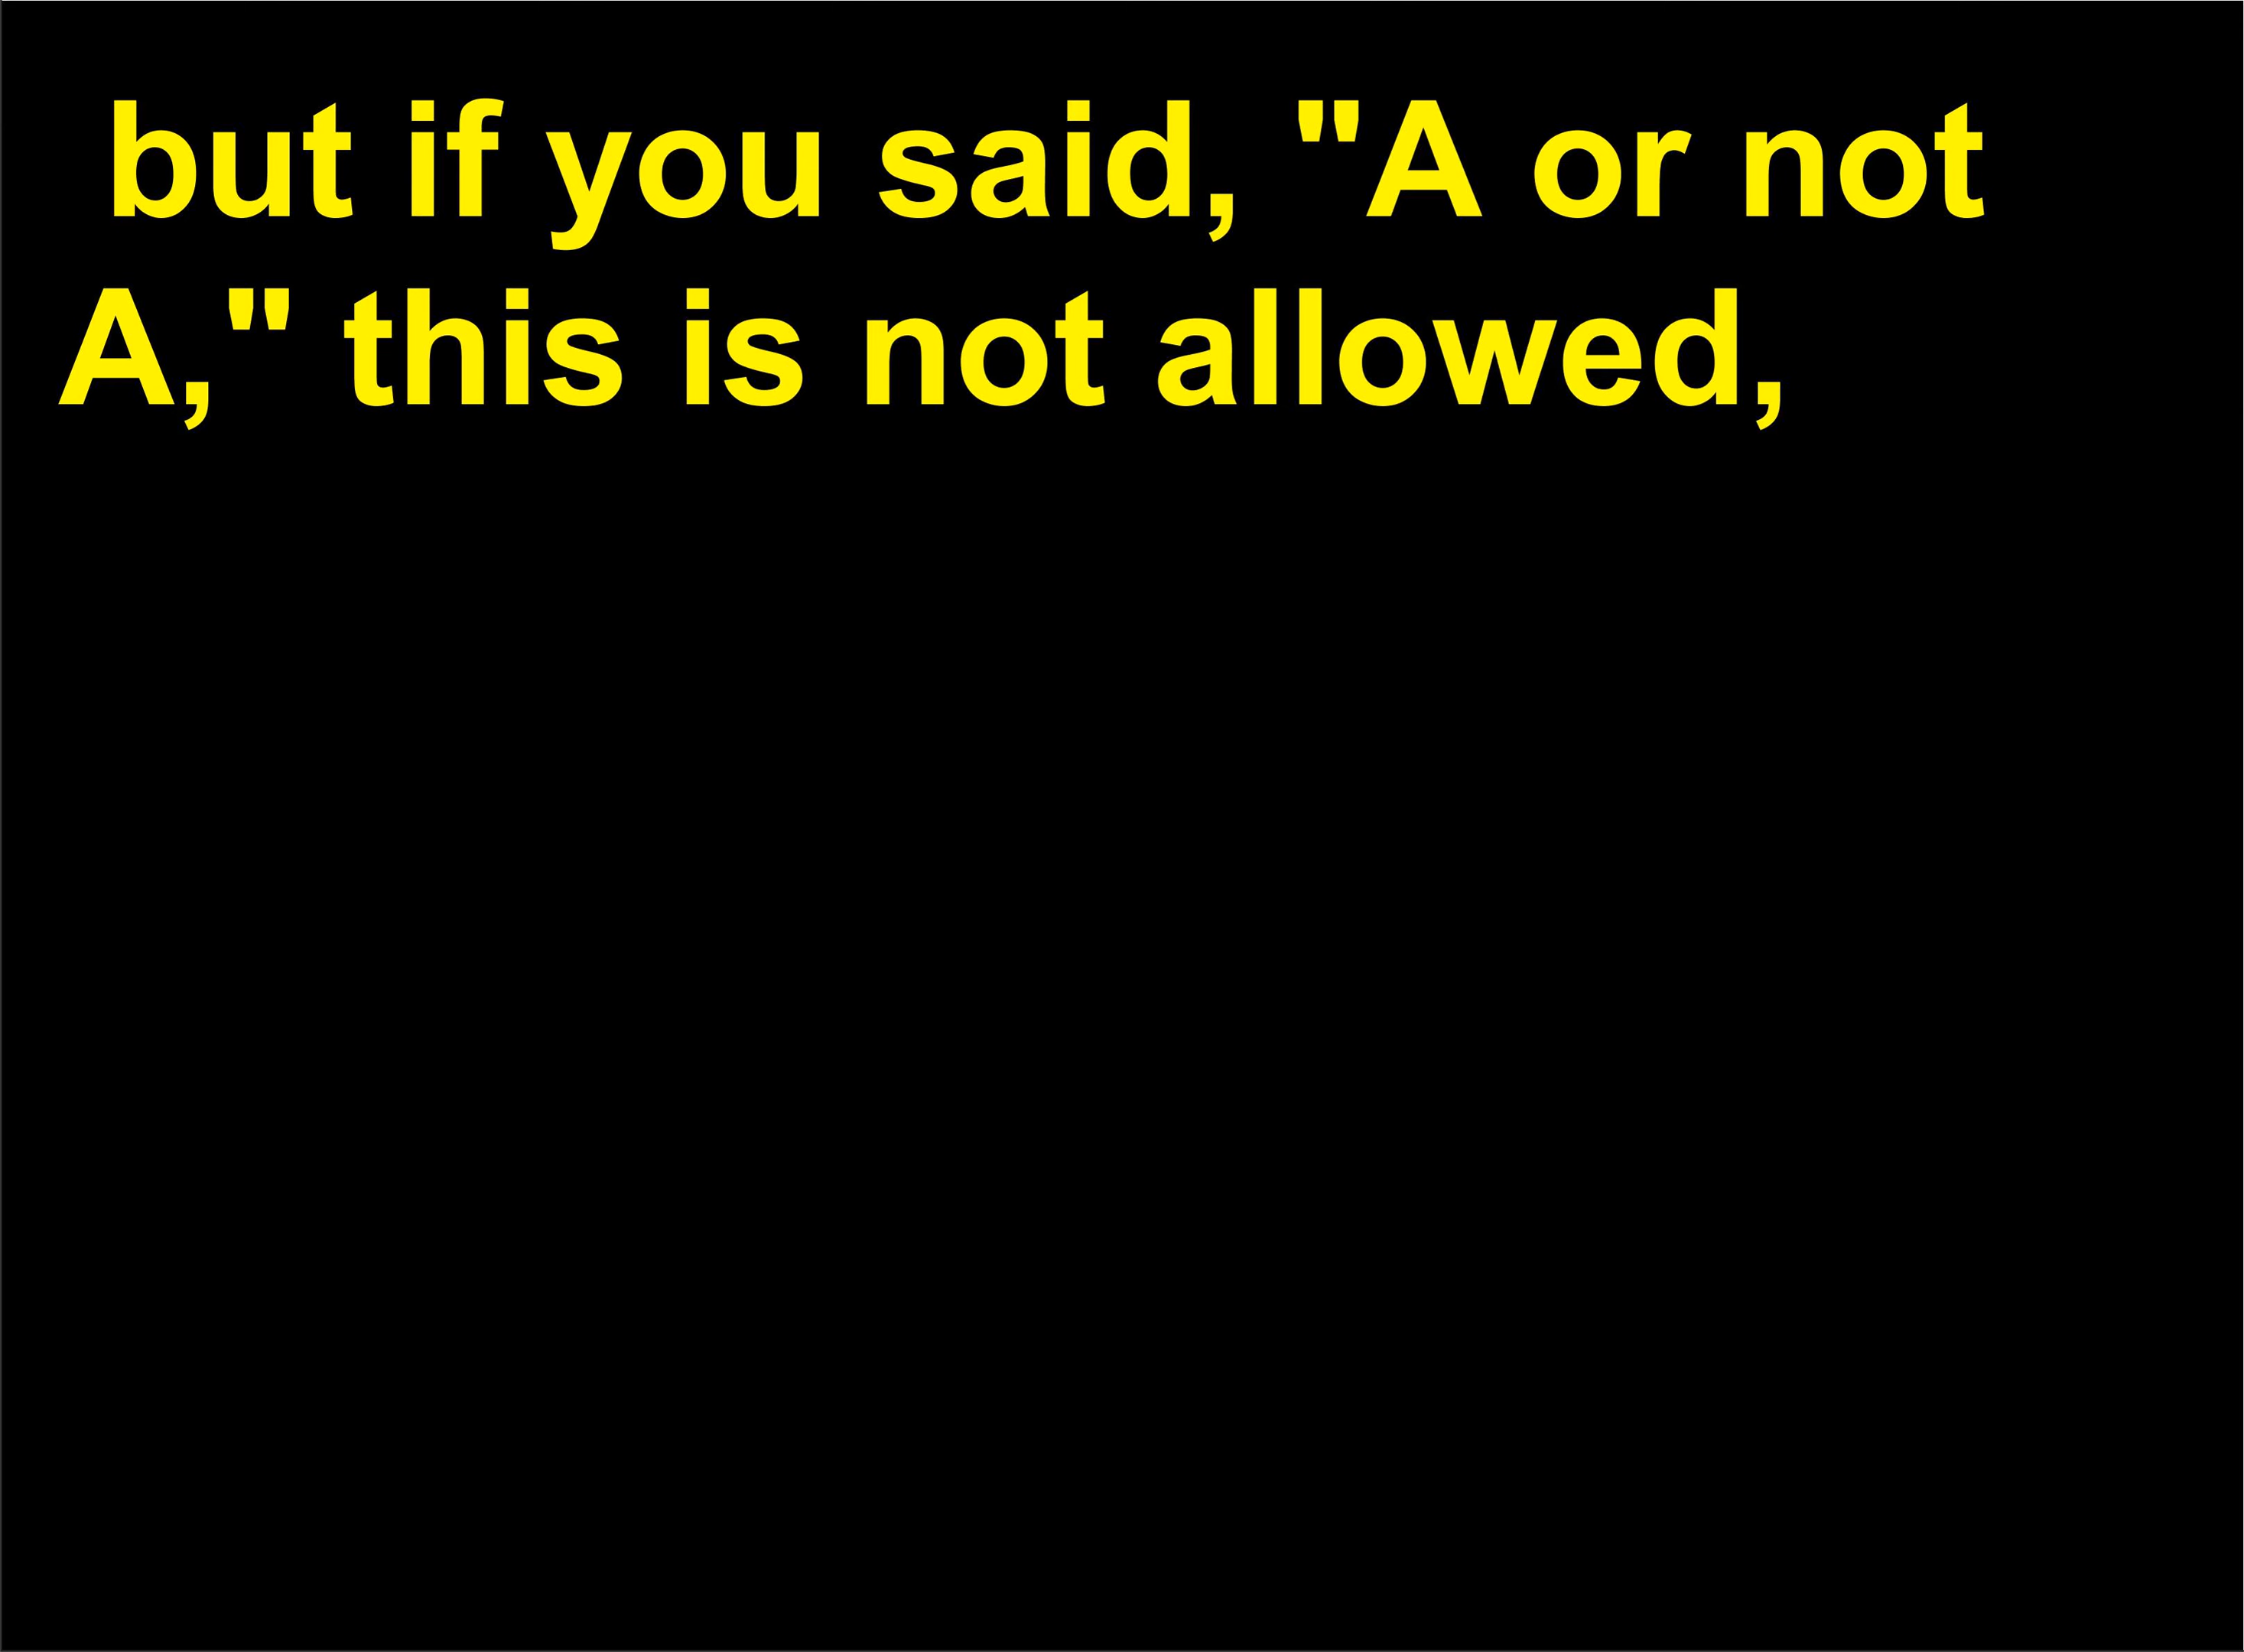 but if you said, "A or not
A," this is not allowed,